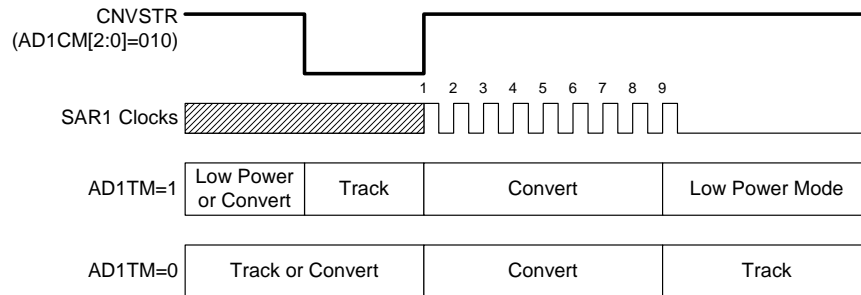 CNVSTR
(AD1CM[2:0]=010)
1 2 3 4 5 6 7 8 9
SAR1 Clocks
AD1TM=1
Low Power
or Convert
Track
Convert
Low Power Mode
AD1TM=0
Track or Convert
Convert
Track